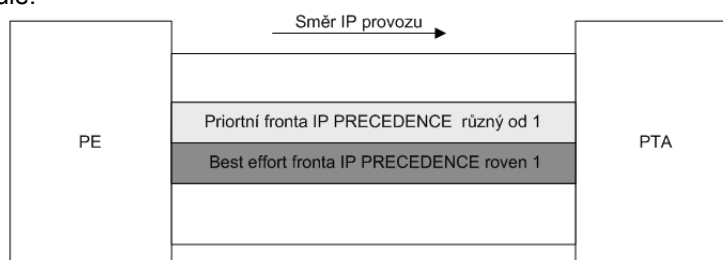 Směr IP provozu
Priortní fronta IP PRECEDENCE různý od 1
PE
PTA
Best effort fronta IP PRECEDENCE roven 1